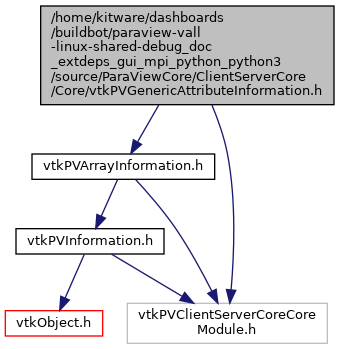 /home/kitware/dashboards
/buildbot/paraview-vall
-linux-shared-debug_doc
_extdeps_gui_mpi_python_python3
/source/ParaViewCore/ClientServerCore
/Core/vtkPVGenericAttributeInformation.h
vtkPVArrayInformation.h
vtkPVInformation.h
vtkObject.h
vtkPVClientServerCoreCore
Module.h